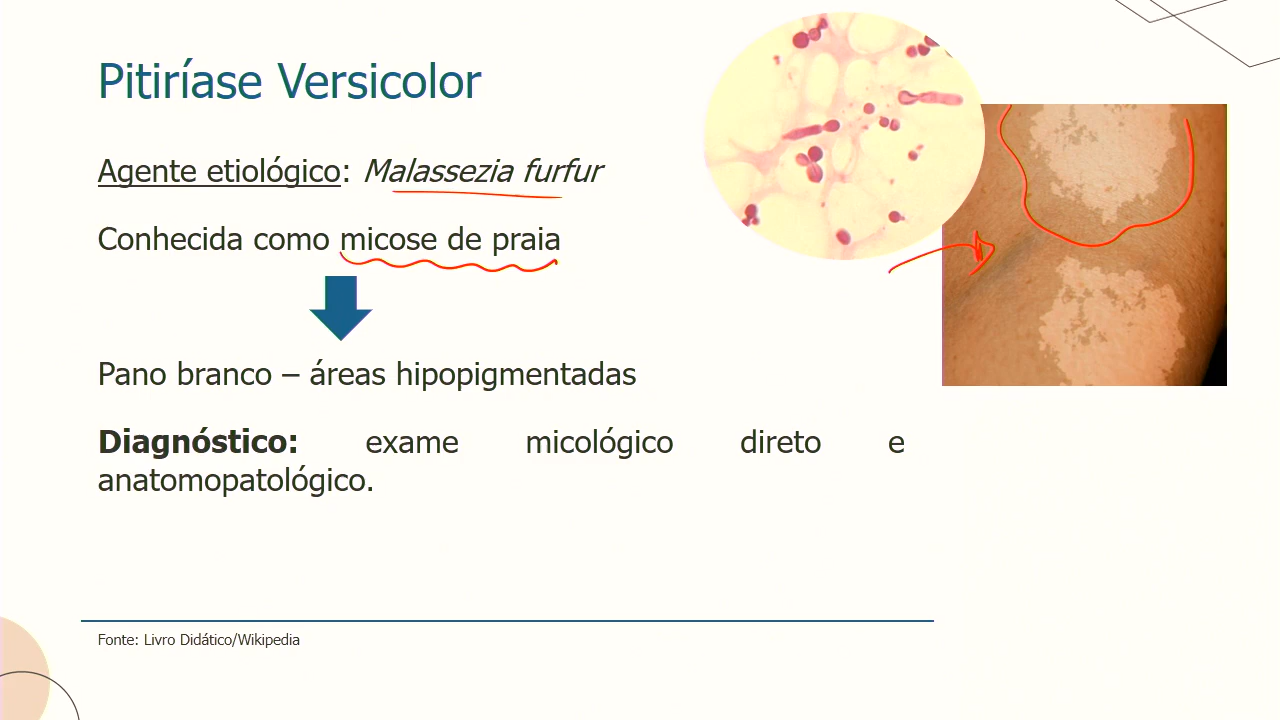 Pitiríase Versicolor
Agente etiológico: Malassezia furfur
Conhecida como micose de praia
Pano branco – áreas hipopigmentadas
Diagnóstico: exame micológico direto e
anatomopatológico.
Fonte: Livro Didático/Wikipedia